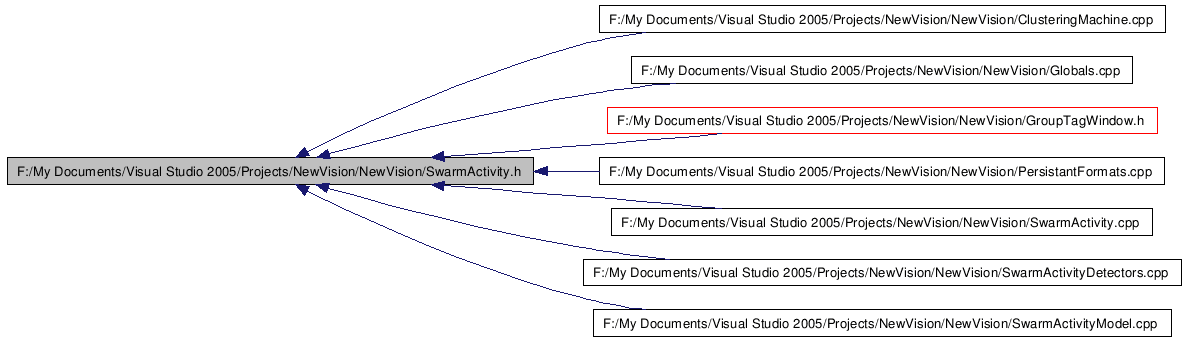 F:/My Documents/Visual Studio 2005/Projects/NewVision/NewVision/ClusteringMachine.cpp
F:/My Documents/Visual Studio 2005/Projects/NewVision/NewVision/Globals.cpp
F:/My Documents/Visual Studio 2005/Projects/NewVision/NewVision/GroupTagWindow.h
F:/My Documents/Visual Studio 2005/Projects/NewVision/NewVision/SwarmActivity.h
F:/My Documents/Visual Studio 2005/Projects/NewVision/NewVision/PersistantFormats.cpp
F:/My Documents/Visual Studio 2005/Projects/NewVision/NewVision/SwarmActivity.cpp
F:/My Documents/Visual Studio 2005/Projects/NewVision/NewVision/SwarmActivityDetectors.cpp
F:/My Documents/Visual Studio 2005/Projects/NewVision/NewVision/SwarmActivityModel.cpp